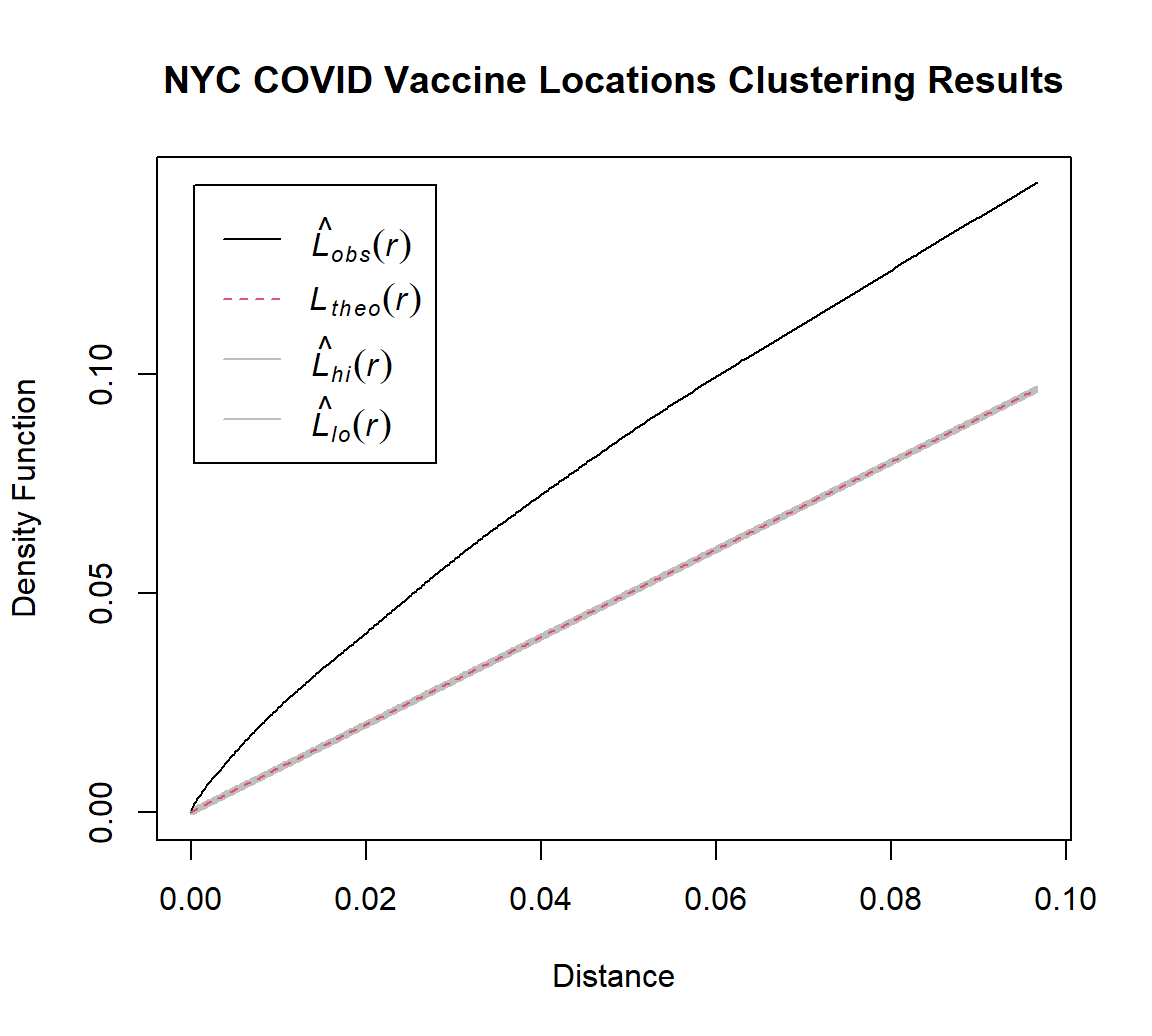 NYC COVID Vaccine Locations Clustering Results
L̂obs(r)
Ltheo(r)
L̂hi(r)
L̂lo(r)
Density Function
0.10
0.05
0.00
0.00 0.02 0.04 0.06 0.08 0.10
Distance